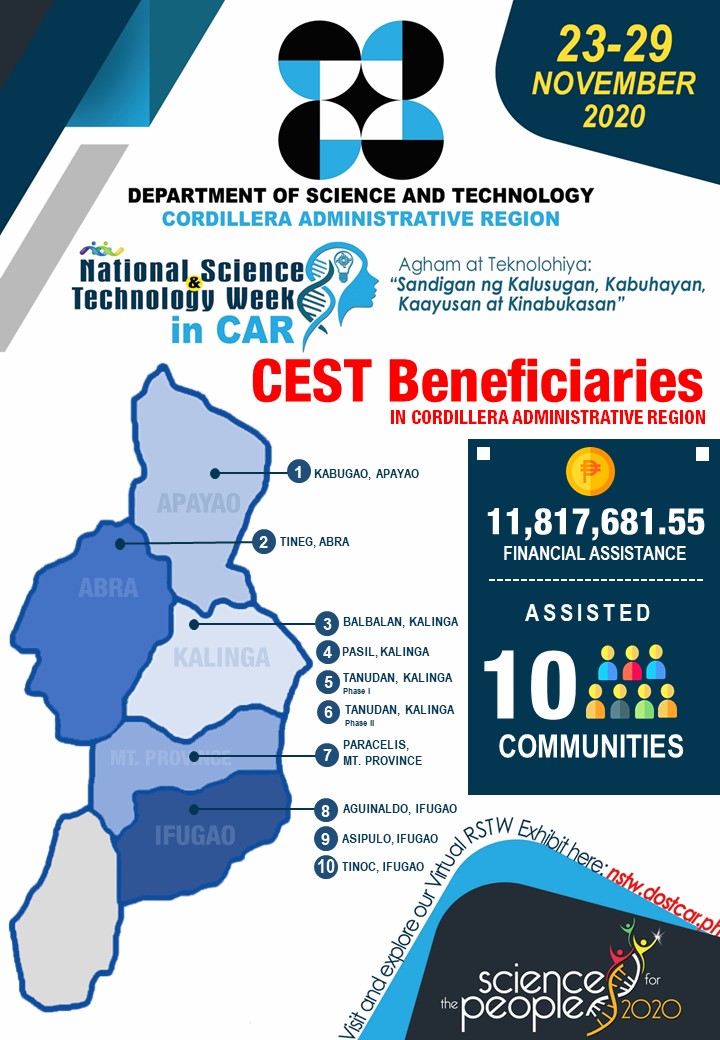 23-29
NOVEMBER
2020
DEPARTMENT OF SCIENCE AND TECHNOLOGY
CORDILLERA ADMINISTRATIVE REGION
National Science
&
Technology Week
in CAR
Agham at Teknolohiya:
“Sandigan ng Kalusugan, Kabuhayan,
Kaayusan at Kinabukasan”
CEST Beneficiaries
IN CORDILLERA ADMINISTRATIVE REGION
APAYAO
1 KABUGAO, APAYAO
2 TINEG, ABRA
ABRA
3 BALBALAN, KALINGA
KALINGA
4 PASIL, KALINGA
5 TANUDAN, KALINGA
Phase I
6 TANUDAN, KALINGA
Phase II
MT. PROVINCE
7 PARACELIS,
MT. PROVINCE
8 AGUINALDO, IFUGAO
IFUGAO
9 ASIPULO, IFUGAO
10 TINOC, IFUGAO
₱
11,817,681.55
FINANCIAL ASSISTANCE
ASSISTED
10
COMMUNITIES
Visit and explore our Virtual RSTW Exhibit here: nstw.dostcar.ph
science for
the people 2020